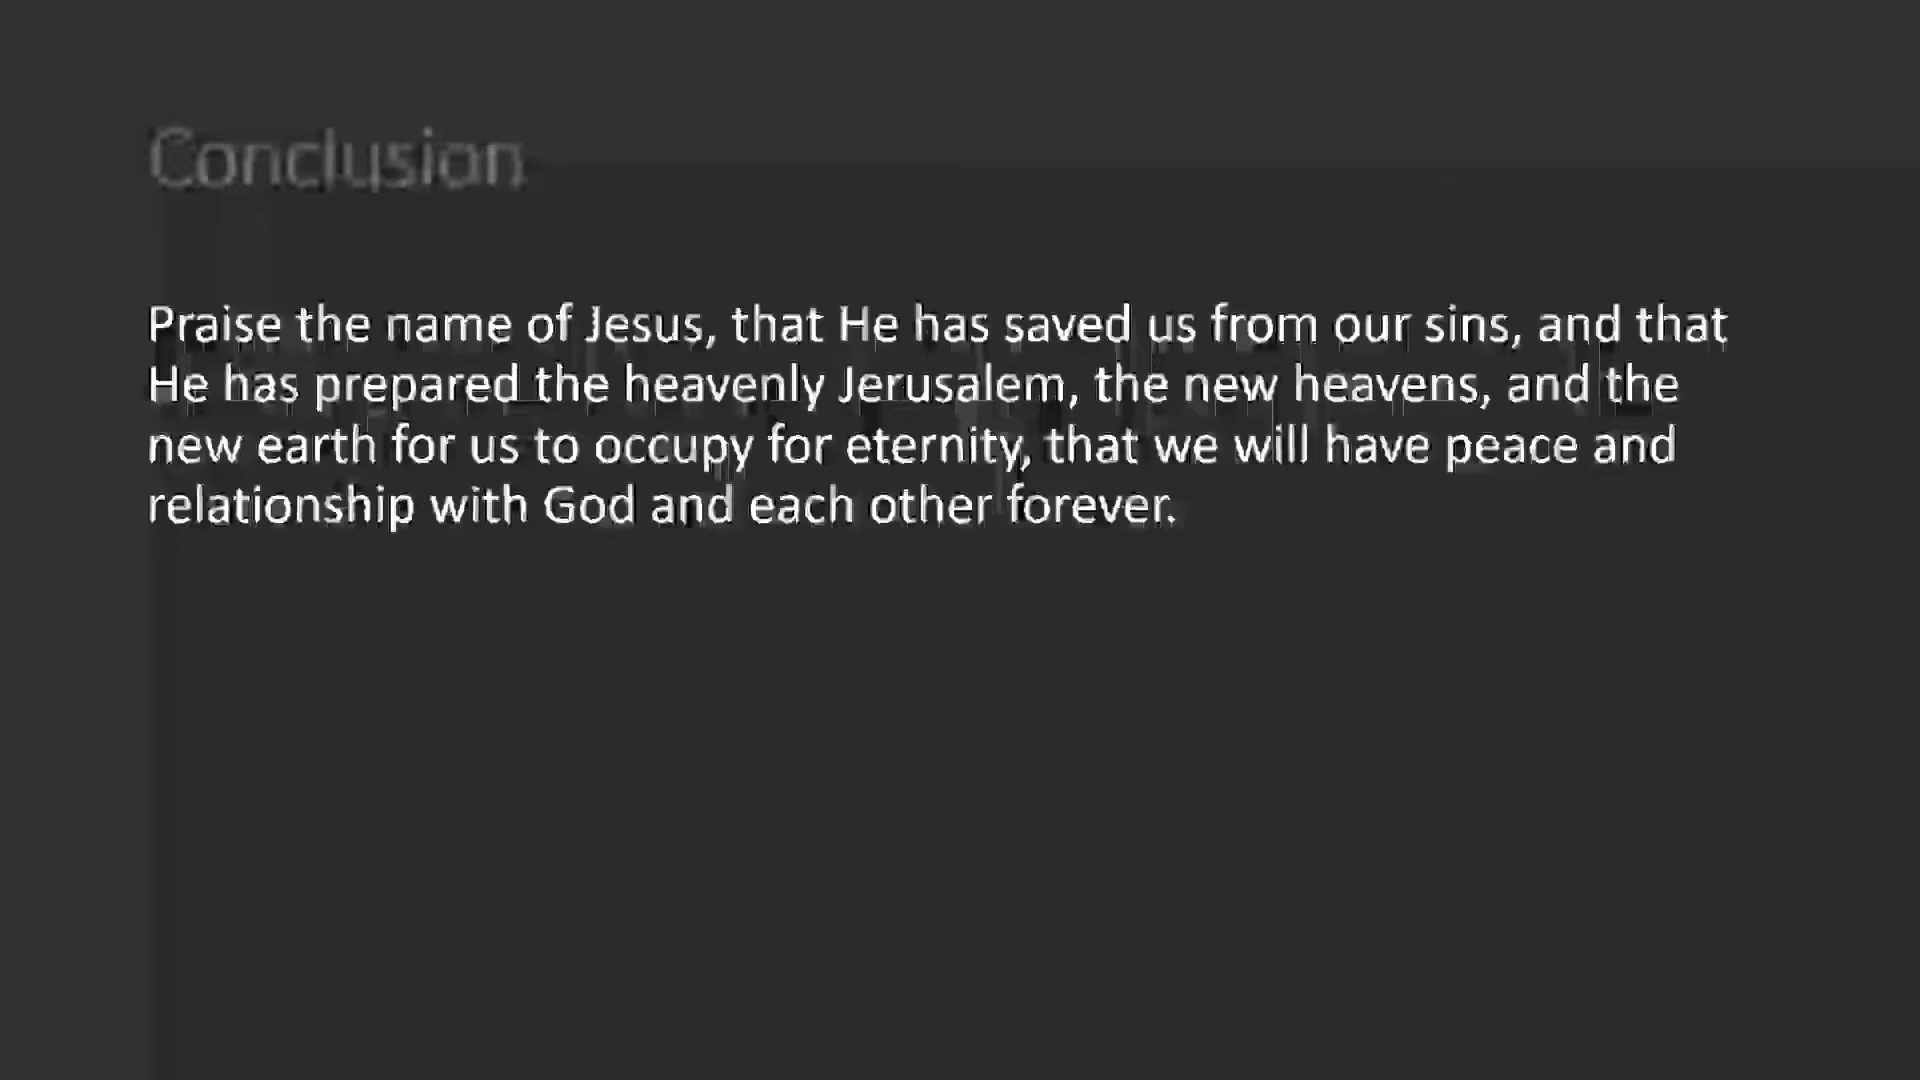 Conclusion
Praise the name of Jesus, that He has saved us from our sins, and that
He has prepared the heavenly Jerusalem, the new heavens, and the
new earth for us to occupy for eternity, that we will have peace and
relationship with God and each other forever.